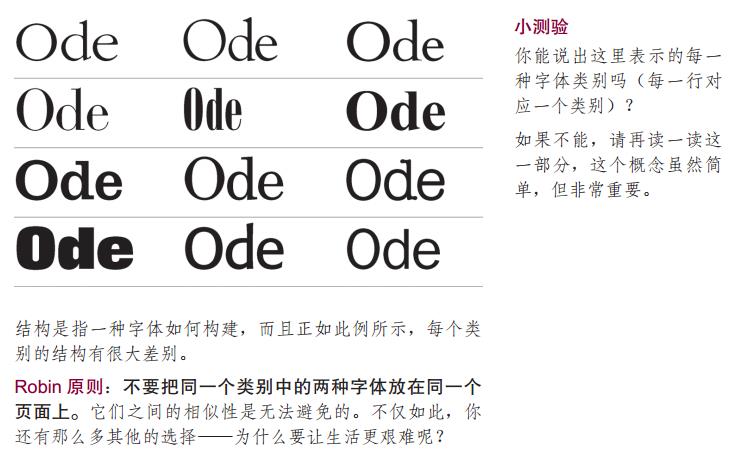 Ode Ode Ode
Ode Ode Ode
Ode Ode Ode
Ode Ode Ode
小测验
你能说出这里表示的每一
种字体类别吗（每一行对
应一个类别）？
如果不能，请再读一读这
一部分，这个概念虽然简
单，但非常重要。
结构是指一种字体如何构建，而且正如此例所示，每个类
别的结构有很大差别。
Robin 原则：不要把同一个类别中的两种字体放在同一个
页面上。它们之间的相似性是无法避免的。不仅如此，你
还有那么多其他的选择——为什么要让生活更艰难呢？